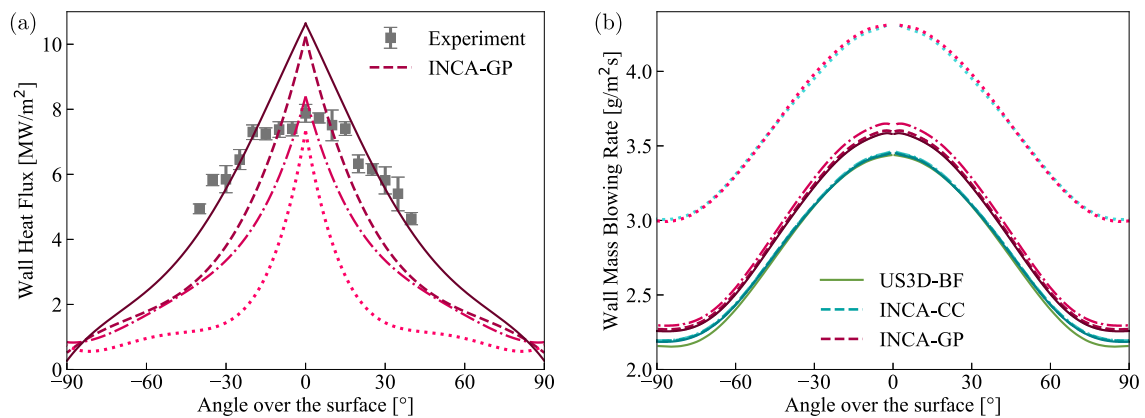 (a)
Wall Heat Flux [MW/m²]
10
8
6
4
2
0
Experiment
INCA-GP
−90
−60
−30
0
30
60
90
Angle over the surface [°]
(b)
Wall Mass Blowing Rate [g/m²s]
4.0
3.5
3.0
2.5
2.0
US3D-BF
INCA-CC
INCA-GP
−90
−60
−30
0
30
60
90
Angle over the surface [°]